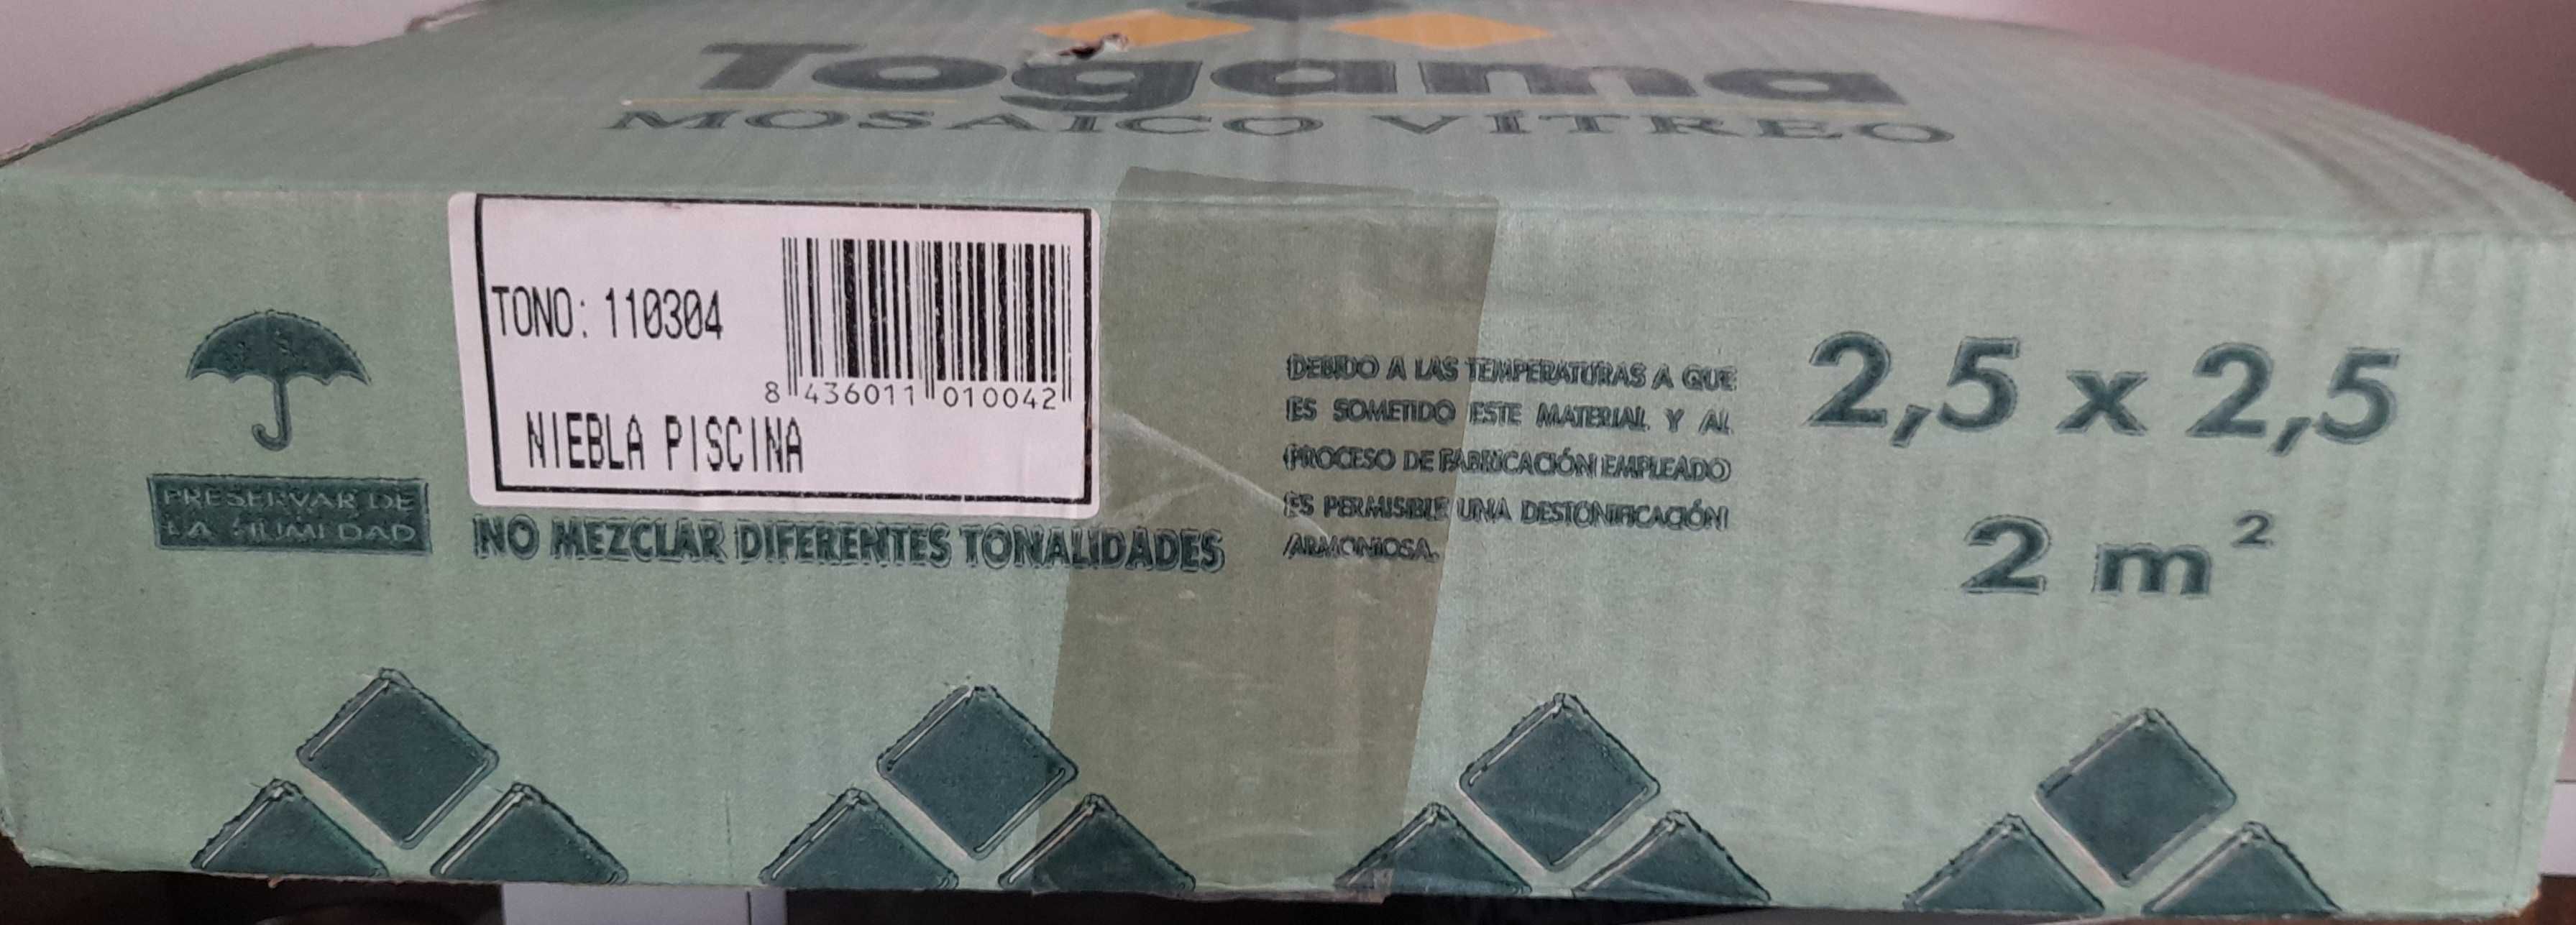 Togama
MOSAICO VÍTREO
TONO: 110304
8 436011 010042
NIEBLA PISCINA
PRESERVAR DE
LA HUMEDAD
NO MEZCLAR DIFERENTES TONALIDADES
DEBIDO A LAS TEMPERATURAS A QUE
ES SOMETIDO ESTE MATERIAL Y AL
PROCESO DE FABRICACIÓN EMPLEADO
ES PERMISIBLE UNA DESTONIFICACIÓN
ARMONIOSA.
2,5 x 2,5
2 m²